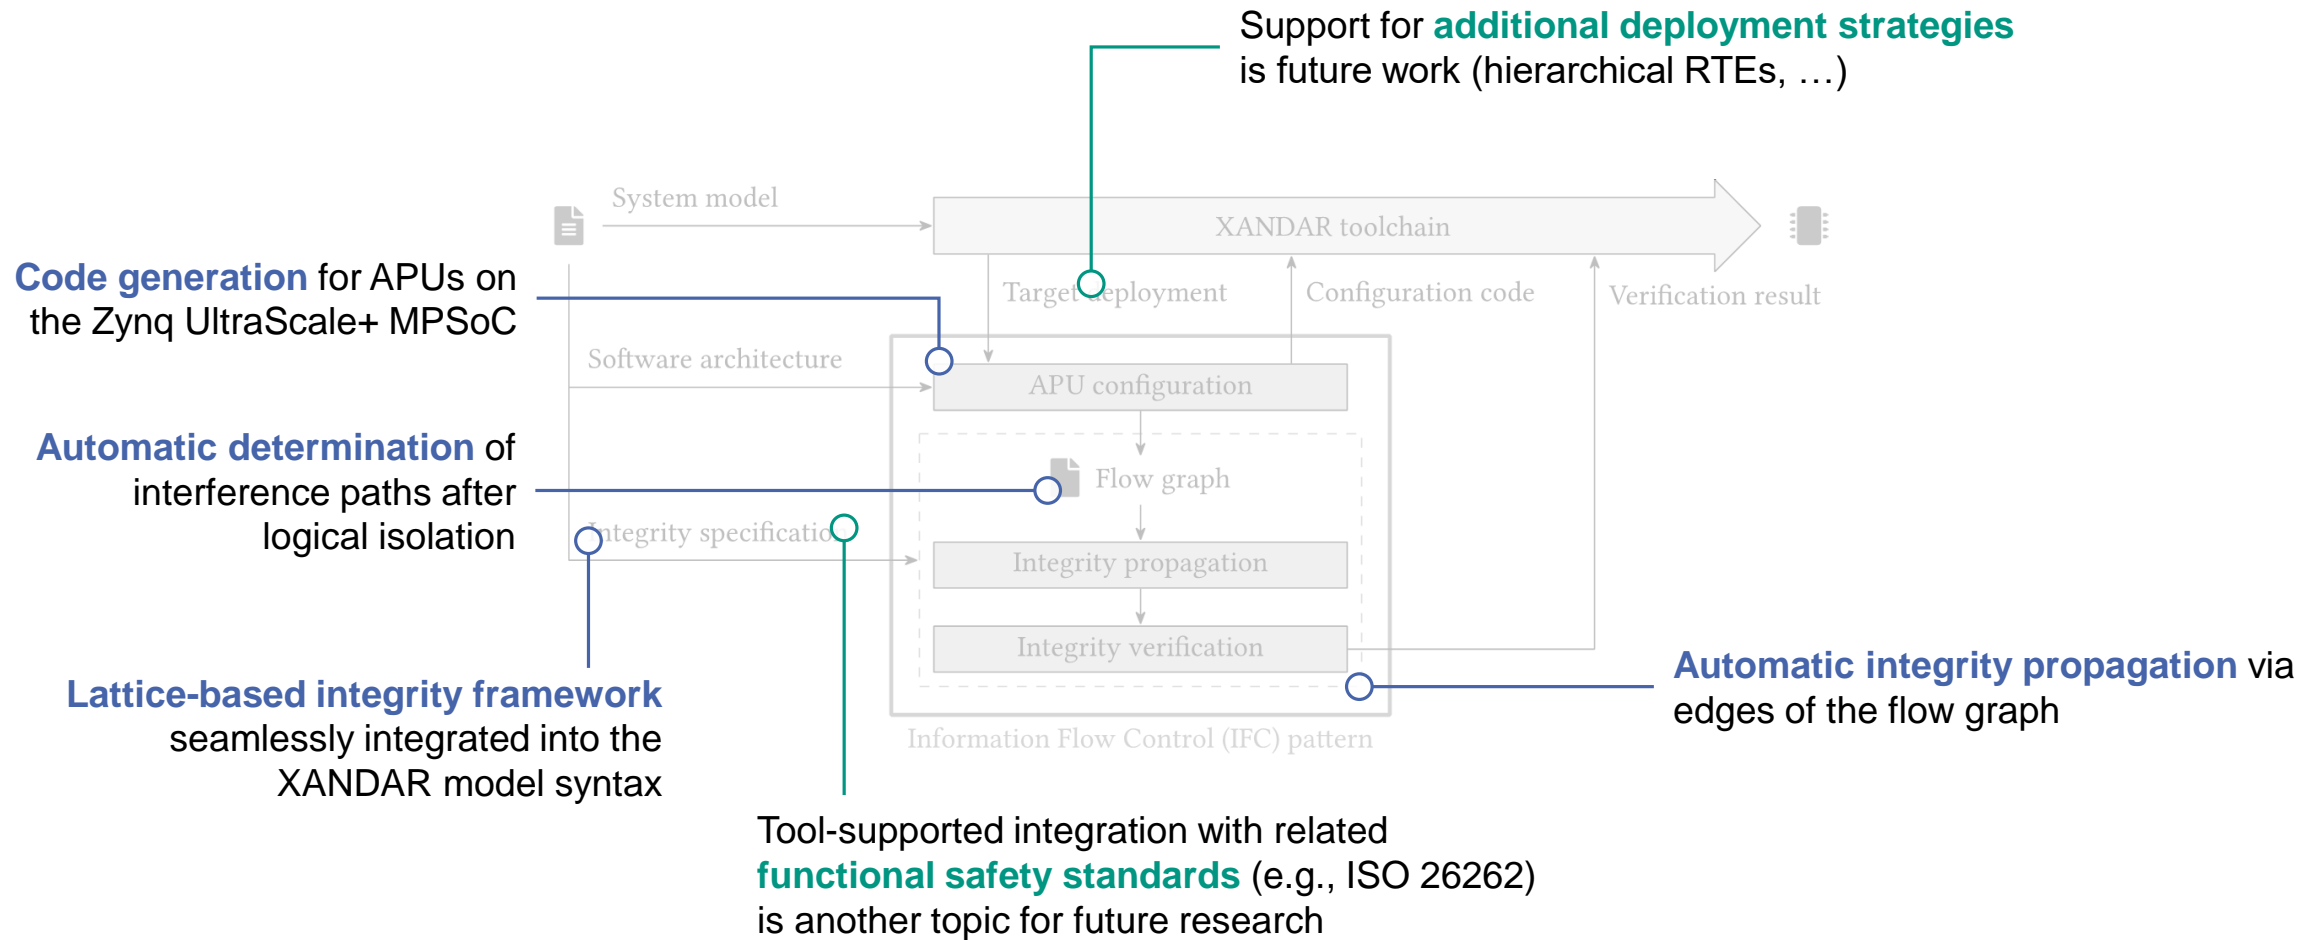 Support for additional deployment strategies
is future work (hierarchical RTEs, …)
System model
XANDAR toolchain
Code generation for APUs on
the Zynq UltraScale+ MPSoC
Target deployment
Configuration code
Verification result
Software architecture
APU configuration
Automatic determination of
interference paths after
logical isolation
Flow graph
Integrity specification
Integrity propagation
Integrity verification
Lattice-based integrity framework
seamlessly integrated into the
XANDAR model syntax
Automatic integrity propagation via
edges of the flow graph
Information Flow Control (IFC) pattern
Tool-supported integration with related
functional safety standards (e.g., ISO 26262)
is another topic for future research